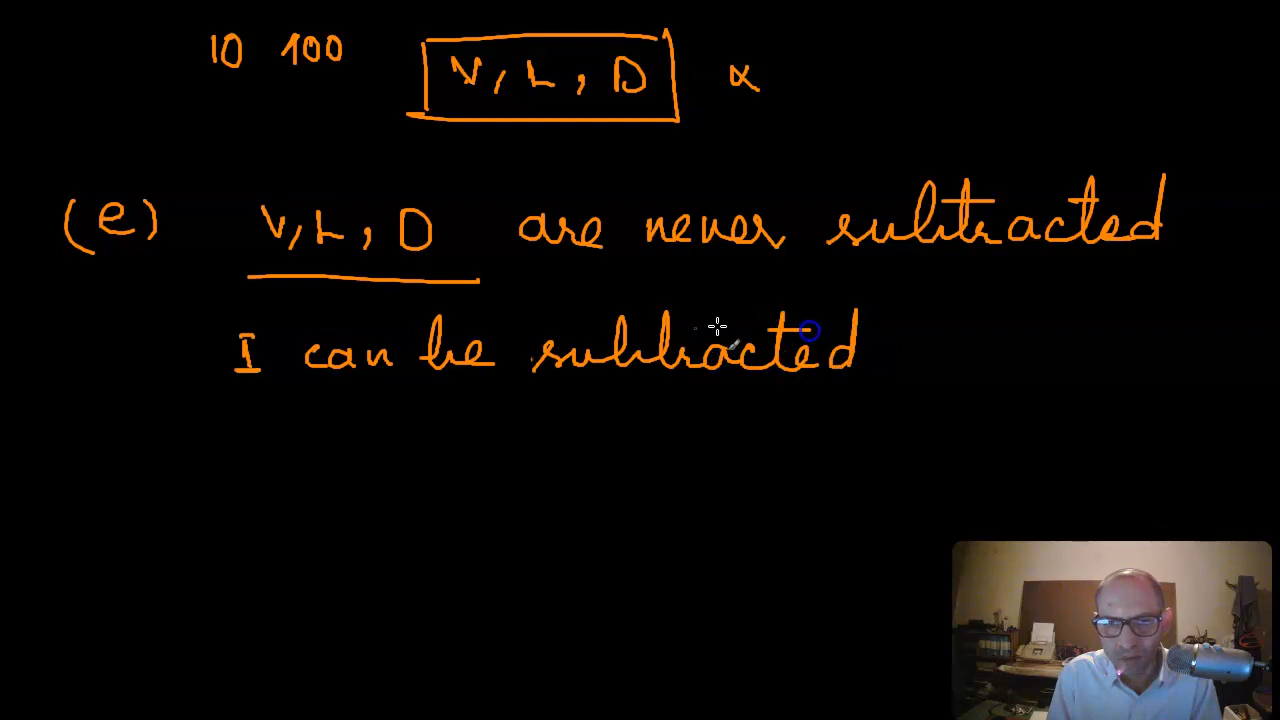 10 100 V, L, D x
(e) V, L, D are never subtracted
I can be subtracted